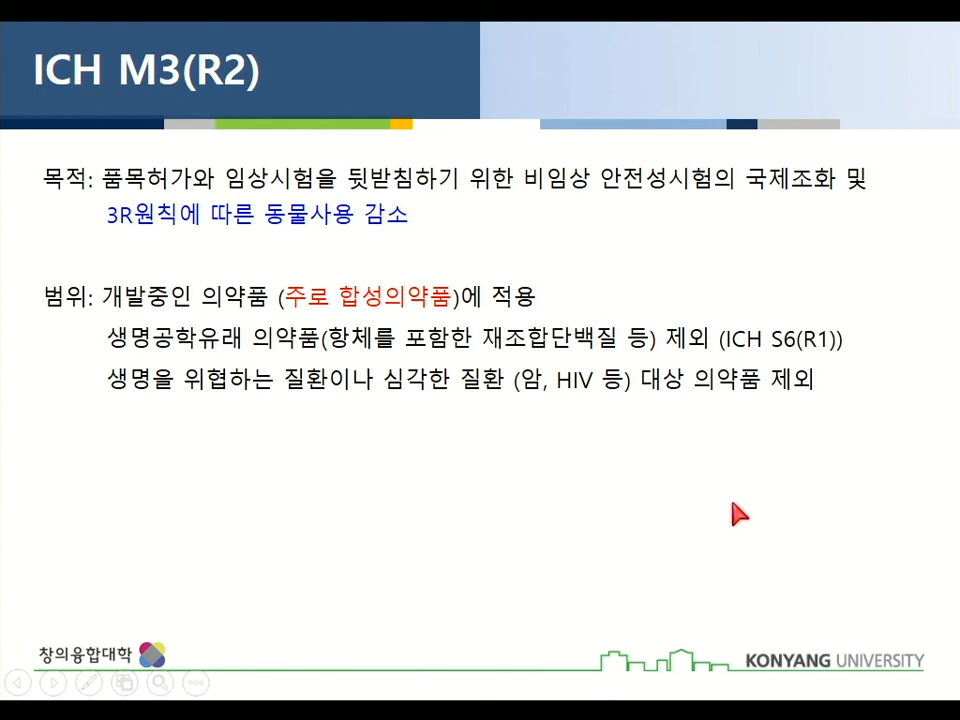 ICH M3(R2)
목적: 품목허가와 임상시험을 뒷받침하기 위한 비임상 안전성시험의 국제조화 및
3R원칙에 따른 동물사용 감소
범위: 개발중인 의약품 (주로 합성의약품)에 적용
생명공학유래 의약품(항체를 포함한 재조합단백질 등) 제외 (ICH S6(R1))
생명을 위협하는 질환이나 심각한 질환 (암, HIV 등) 대상 의약품 제외
창의융합대학
KONYANG UNIVERSITY